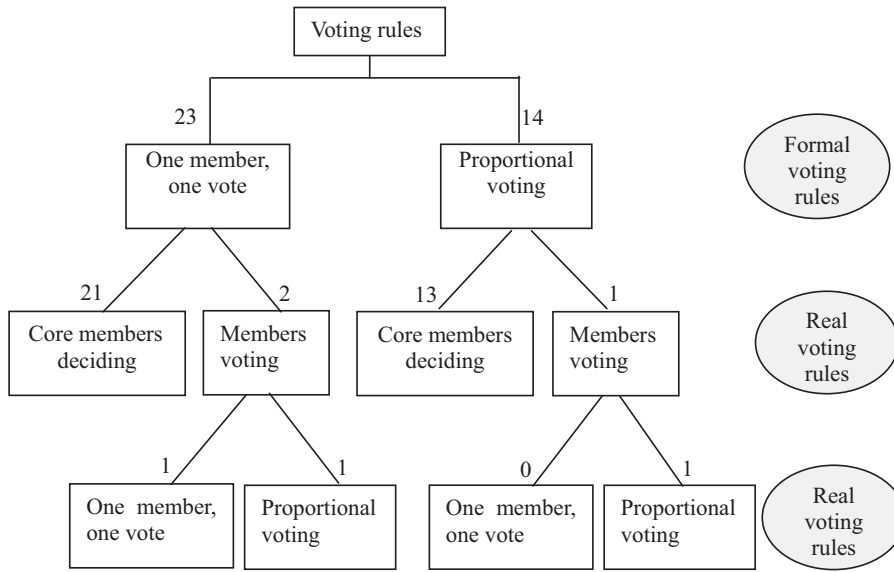 Voting rules
23
14
One member,
one vote
Proportional
voting
Formal
voting
rules
21
2
13
1
Core members
deciding
Members
voting
Core members
deciding
Members
voting
Real
voting
rules
1
1
0
1
One member,
one vote
Proportional
voting
One member,
one vote
Proportional
voting
Real
voting
rules